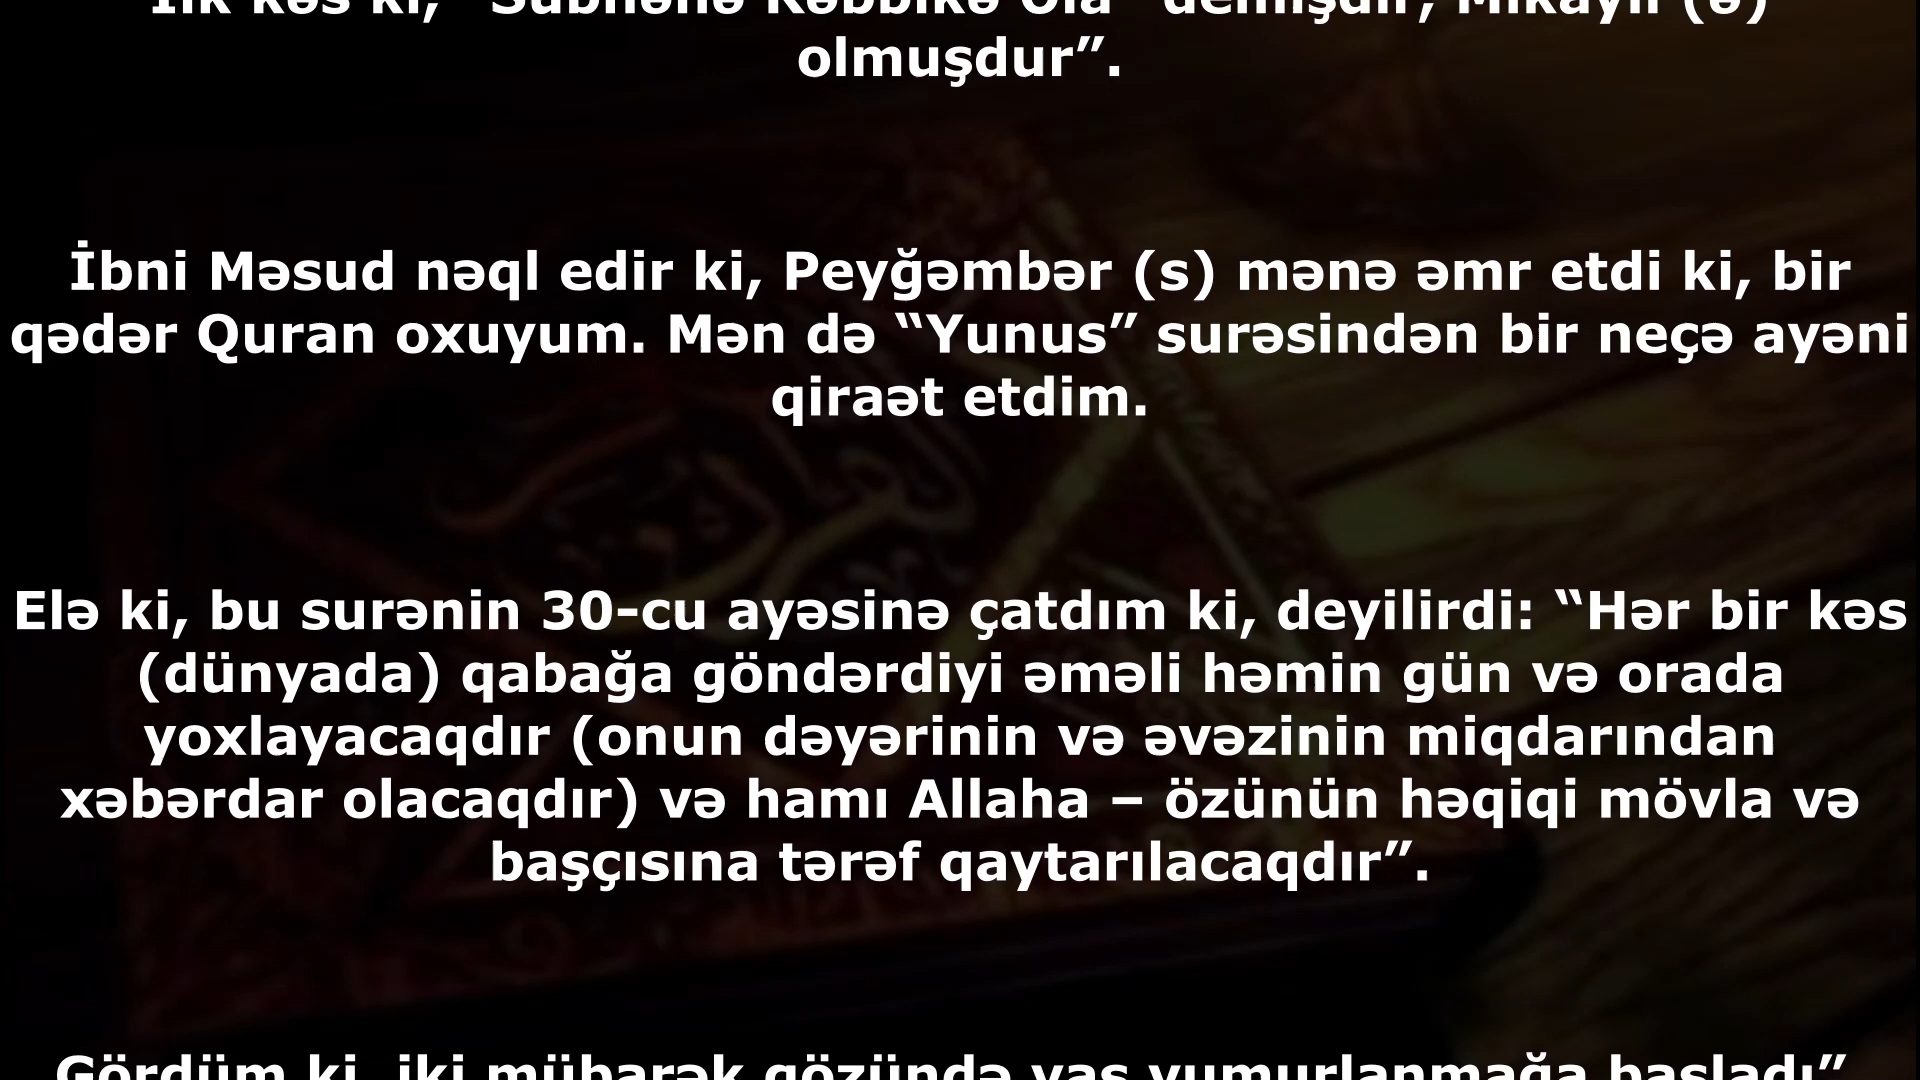 İlk kəs ki, “Sübhənə Rəbbikə Əla” demişdir, Mikayıl (ə)
olmuşdur”.
İbni Məsud nəql edir ki, Peyğəmbər (s) mənə əmr etdi ki, bir
qədər Quran oxuyum. Mən də “Yunus” surəsindən bir neçə ayəni
qiraət etdim.
Elə ki, bu surənin 30-cu ayəsinə çatdım ki, deyilirdi: “Hər bir kəs
(dünyada) qabağa göndərdiyi əməli həmin gün və orada
yoxlayacaqdır (onun dəyərinin və əvəzinin miqdarından
xəbərdar olacaqdır) və hamı Allaha – özünün həqiqi mövla və
başçısına tərəf qaytarılacaqdır”.
Gördüm ki, iki mübarək gözündə yaş yumurlanmağa başladı”